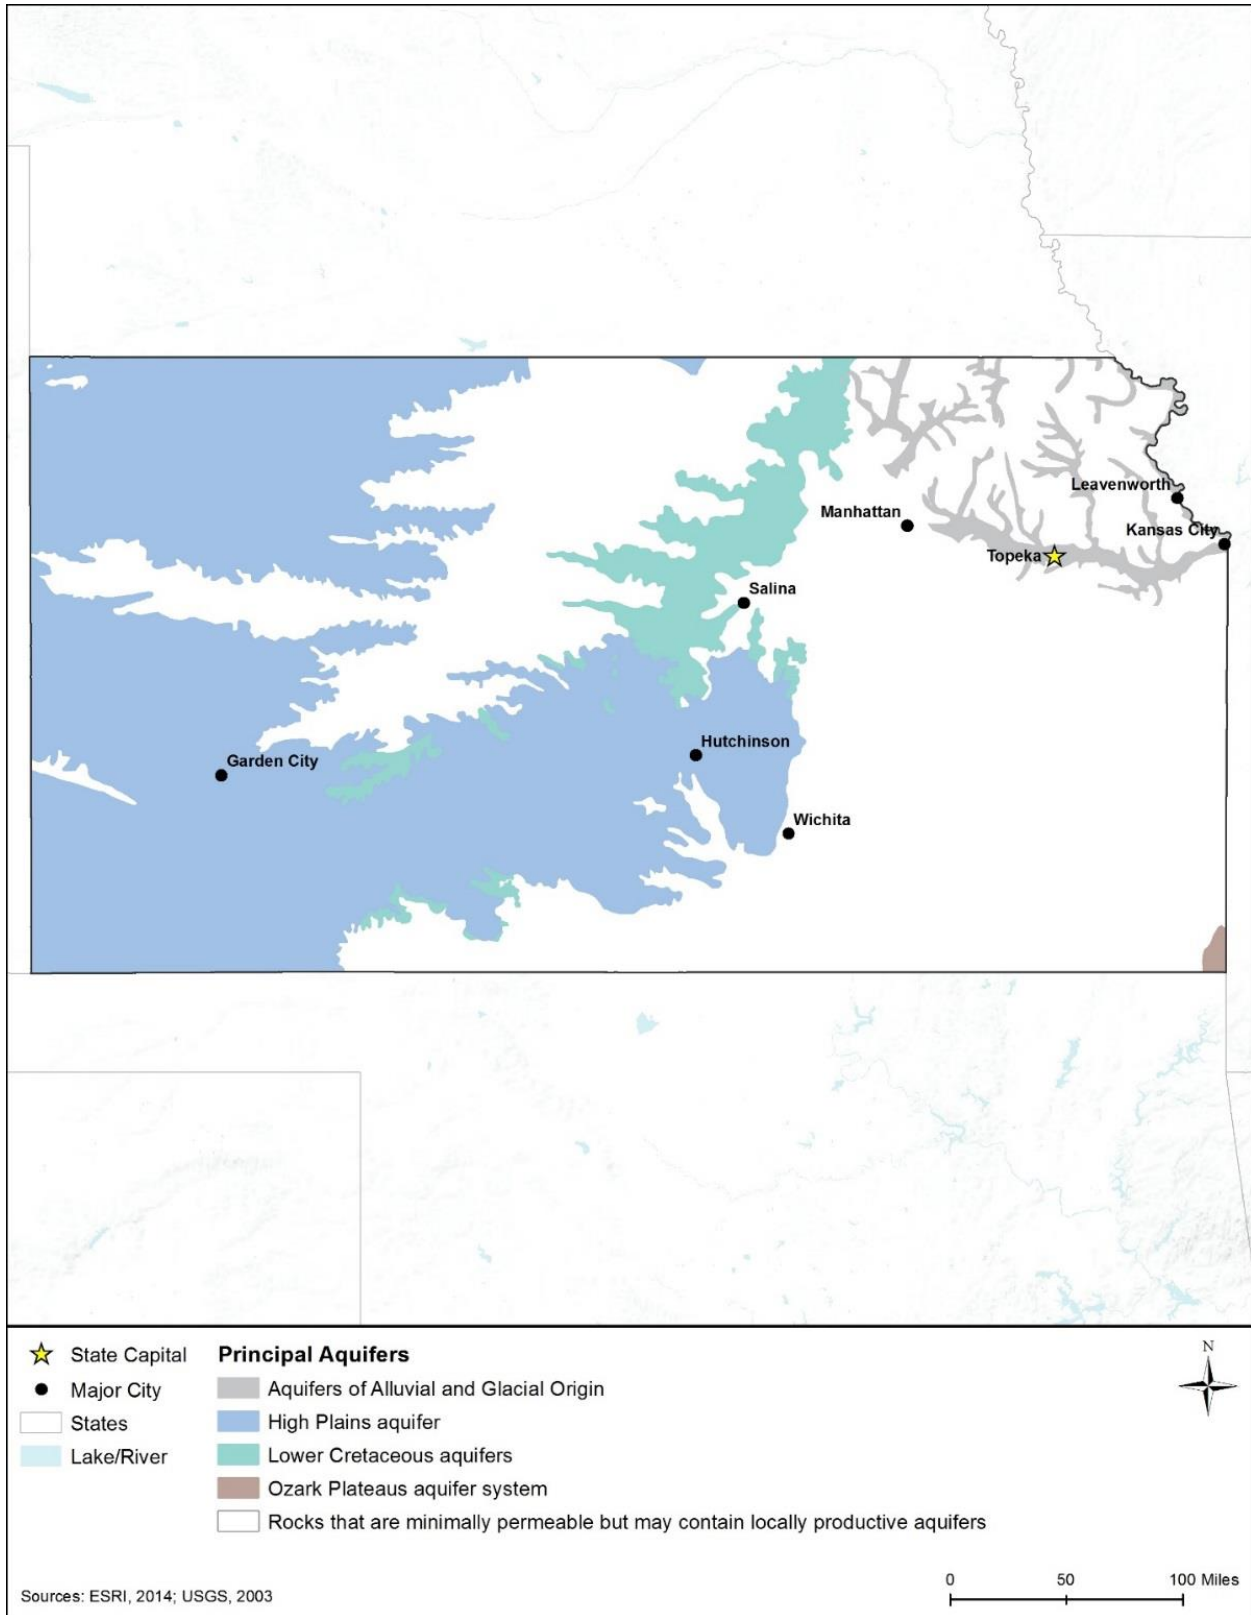 Leavenworth
Manhattan
Kansas City
Topeka
Salina
Hutchinson
Garden City
Wichita
State Capital
Major City
States
Lake/River
Principal Aquifers
Aquifers of Alluvial and Glacial Origin
High Plains aquifer
Lower Cretaceous aquifers
Ozark Plateaus aquifer system
Rocks that are minimally permeable but may contain locally productive aquifers
N
0 50 100 Miles
Sources: ESRI, 2014; USGS, 2003